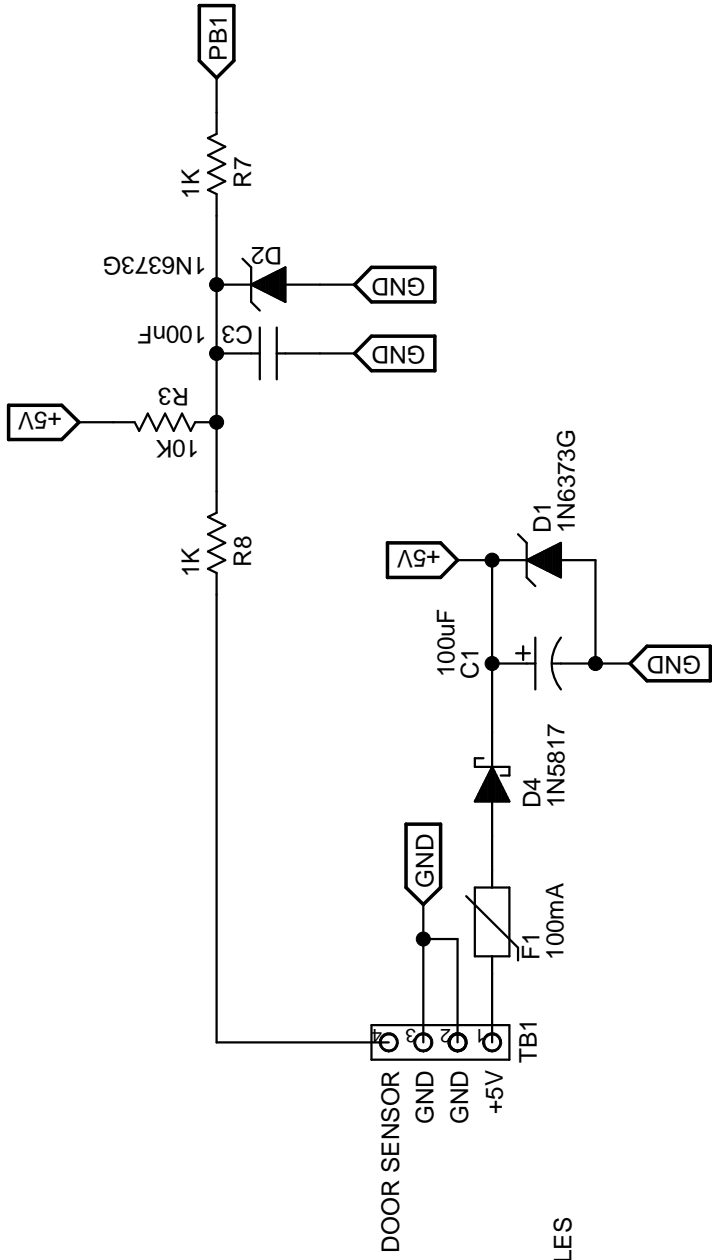 PB1
1K
R7
1N6373G
D2
GND
100nF
C3
GND
+5V
R3
10K
1K
R8
+5V
D1
1N6373G
100uF
C1
+
GND
D4
1N5817
GND
F1
100mA
4
3
2
1
TB1
DOOR SENSOR
GND
GND
+5V
LES